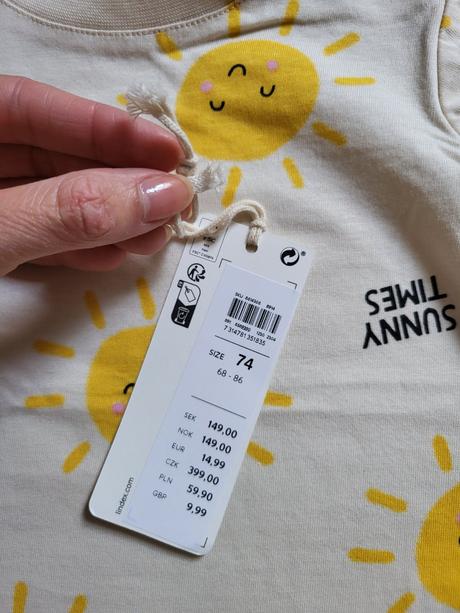 SUNNY
TIMES
7314781351835
SIZE 74
68 - 86
SEK 149,00
NOK 149,00
EUR 14,99
CZK 399,00
PLN 59,90
GBP 9,99
lindex.com